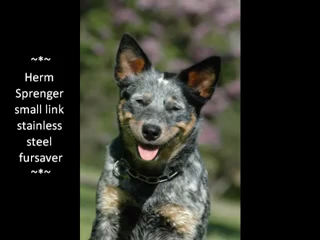 ~*~
Herm
Sprenger
small link
stainless
steel
fursaver
~*~